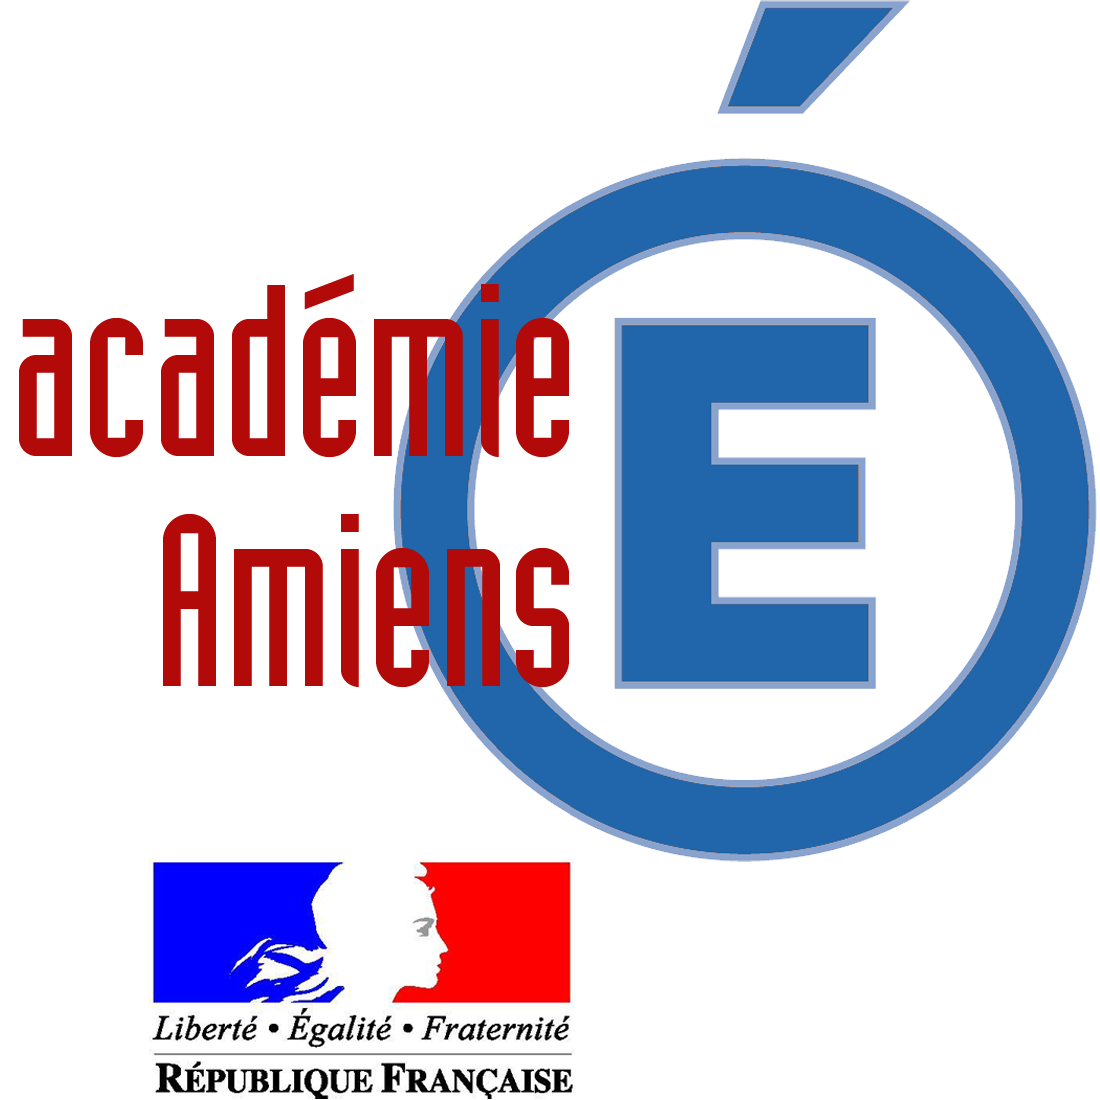 académie
Amiens
É
Liberté • Égalité • Fraternité
RÉPUBLIQUE FRANÇAISE